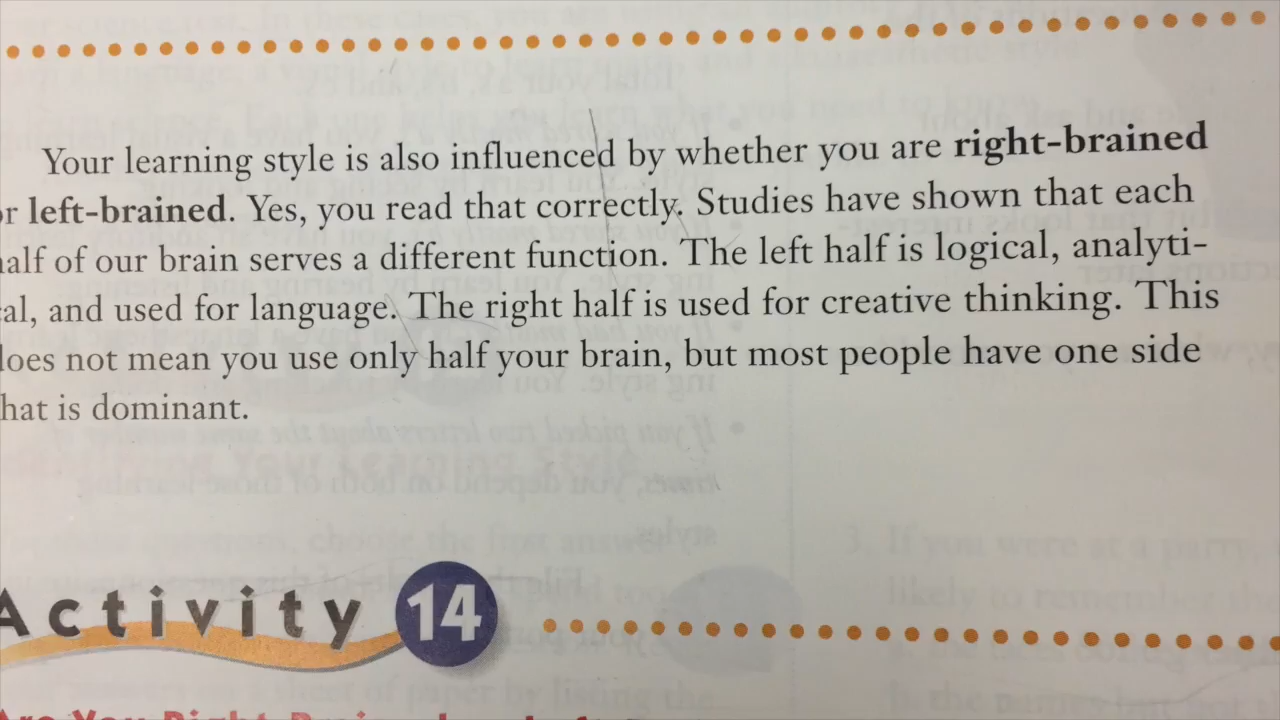 Your learning style is also influenced by whether you are right-brained
r left-brained. Yes, you read that correctly. Studies have shown that each
alf of our brain serves a different function. The left half is logical, analyti-
al, and used for language. The right half is used for creative thinking. This
oes not mean you use only half your brain, but most people have one side
hat is dominant.
Activity 14